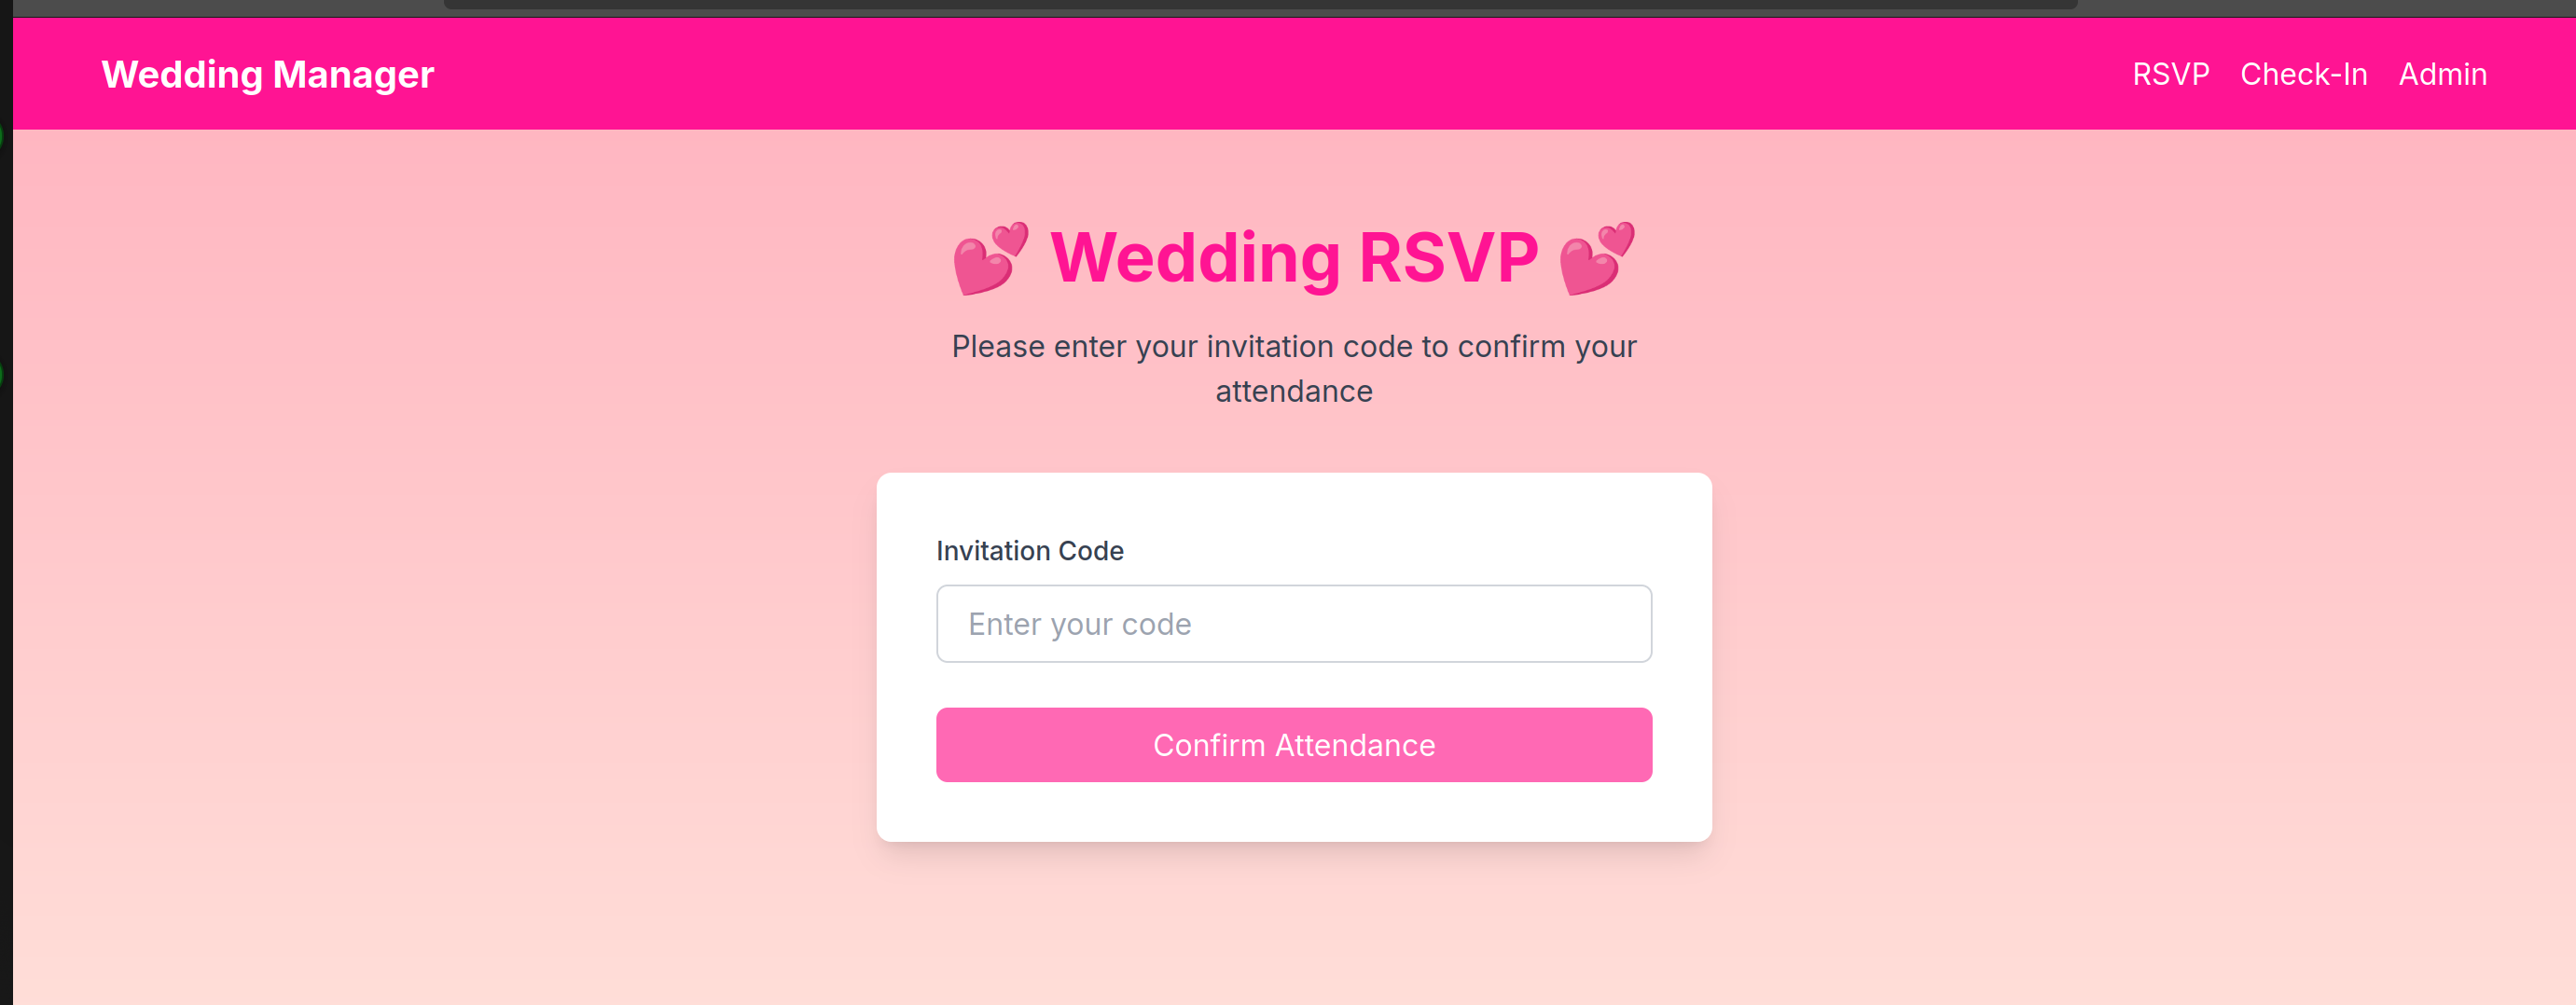 Wedding Manager
RSVP Check-In Admin
💕 Wedding RSVP 💕
Please enter your invitation code to confirm your
attendance
Invitation Code
Enter your code
Confirm Attendance